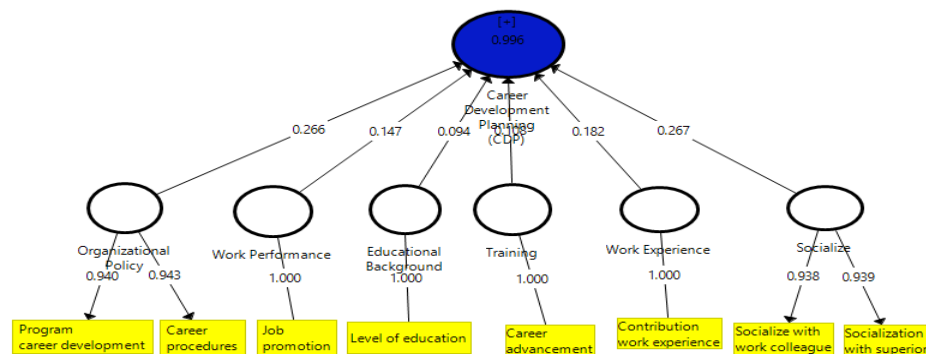 [+]
0.996
Career
Development
Planning
(CDP)
0.266
0.147
0.094
0.108
0.182
0.267
Organizational
Policy
Work Performance
Educational
Background
Training
Work Experience
Socialize
0.940
0.943
1.000
1.000
1.000
1.000
0.938
0.939
Program
career development
Career
procedures
Job
promotion
Level of education
Career
advancement
Contribution
work experience
Socialize with
work colleague
Socialization
with superior